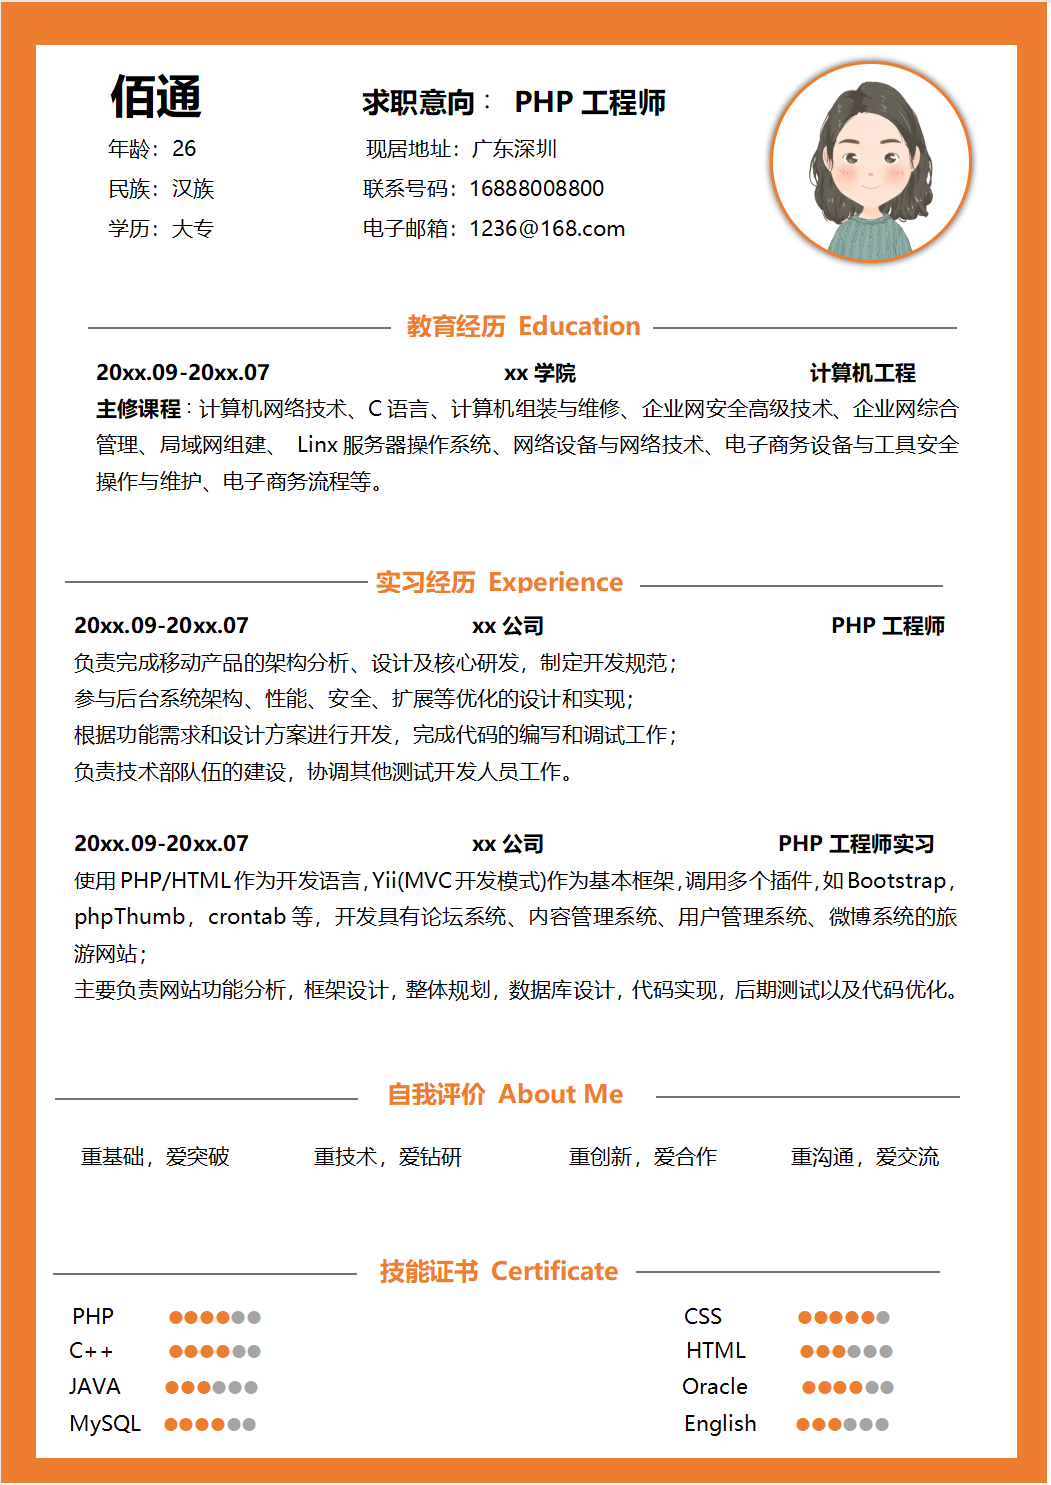 佰通
求职意向： PHP 工程师
年龄：26
现居地址：广东深圳
民族：汉族
联系号码：16888008800
学历：大专
电子邮箱：1236@168.com
教育经历 Education
20xx.09-20xx.07 xx 学院 计算机工程
主修课程：计算机网络技术、C 语言、计算机组装与维修、企业网安全高级技术、企业网综合
管理、局域网组建、 Linx 服务器操作系统、网络设备与网络技术、电子商务设备与工具安全
操作与维护、电子商务流程等。
实习经历 Experience
20xx.09-20xx.07 xx 公司 PHP 工程师
负责完成移动产品的架构分析、设计及核心研发，制定开发规范；
参与后台系统架构、性能、安全、扩展等优化的设计和实现；
根据功能需求和设计方案进行开发，完成代码的编写和调试工作；
负责技术部队伍的建设，协调其他测试开发人员工作。
20xx.09-20xx.07 xx 公司 PHP 工程师实习
使用 PHP/HTML 作为开发语言，Yii(MVC 开发模式)作为基本框架，调用多个插件，如 Bootstrap，
phpThumb，crontab 等，开发具有论坛系统、内容管理系统、用户管理系统、微博系统的旅
游网站；
主要负责网站功能分析，框架设计，整体规划，数据库设计，代码实现，后期测试以及代码优化。
自我评价 About Me
重基础，爱突破 重技术，爱钻研 重创新，爱合作 重沟通，爱交流
技能证书 Certificate
PHP
CSS
C++
HTML
JAVA
Oracle
MySQL
English